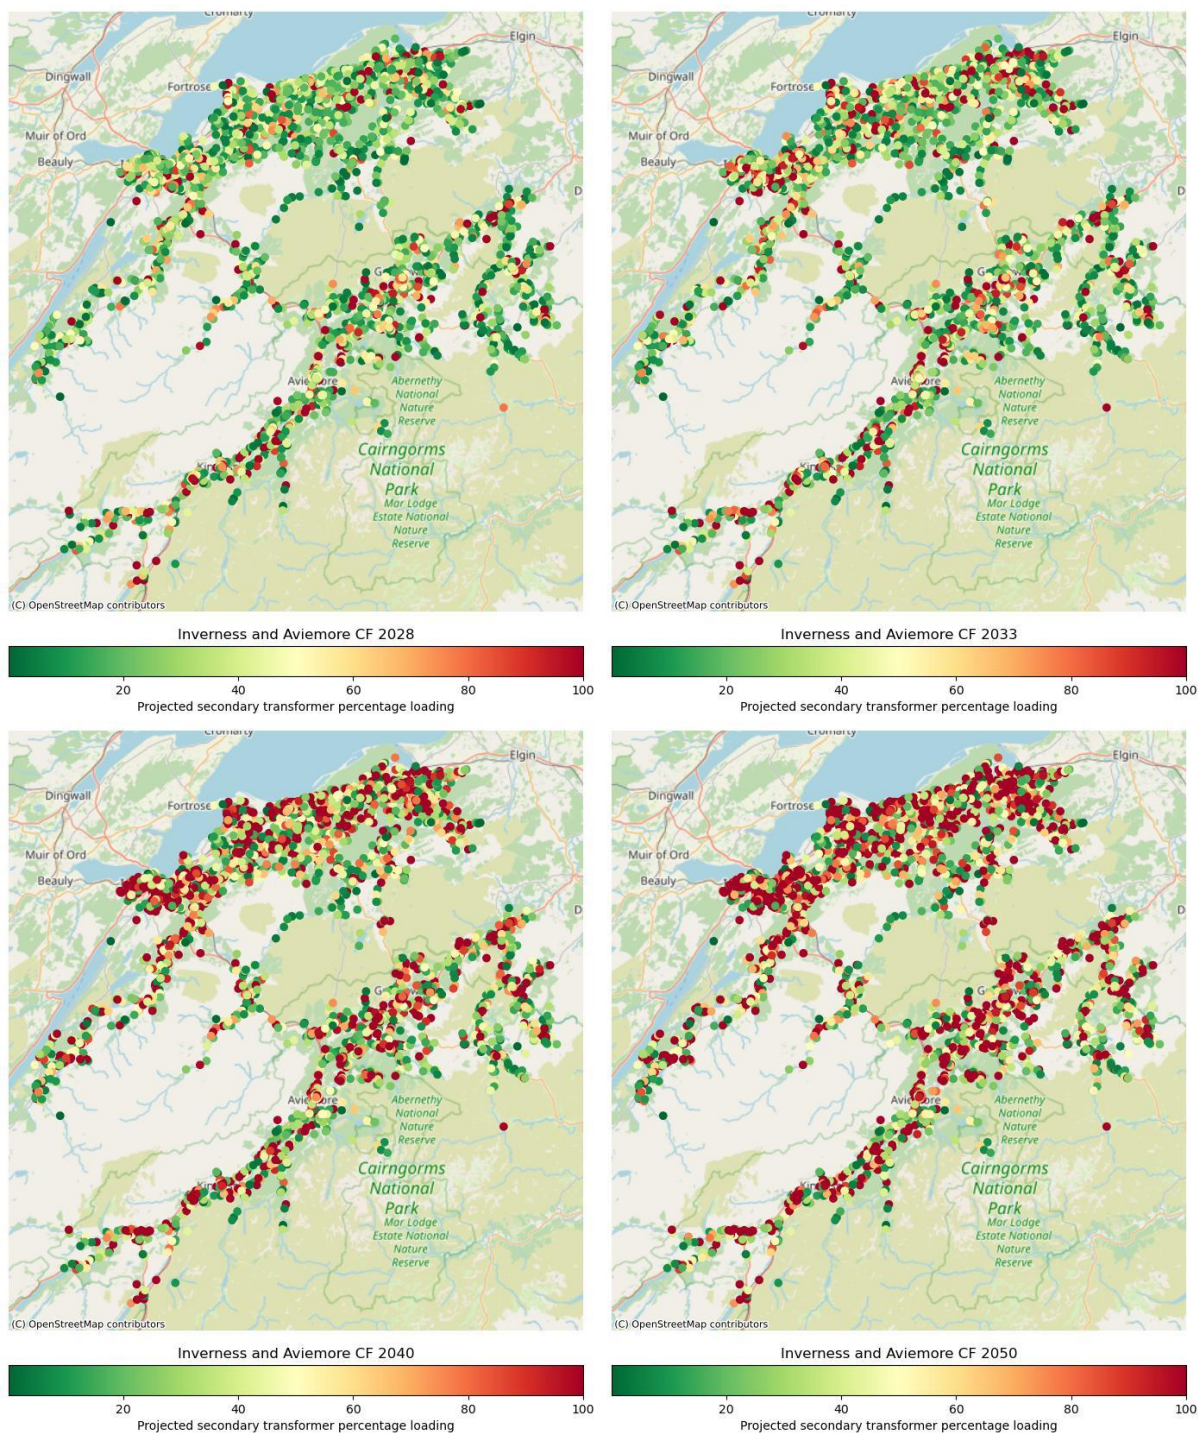 Cromarty
Elgin
Dingwall
Fortrose
Muir of Ord
Beauly
D
G
Aviemore
Abernethy
National
Nature
Reserve
Cairngorms
National
Park
Mar Lodge
Estate National
Nature
Reserve
(C) OpenStreetMap contributors
Inverness and Aviemore CF 2028
20 40 60 80 100
Projected secondary transformer percentage loading
Cromarty
Elgin
Dingwall
Fortrose
Muir of Ord
Beauly
D
G
Aviemore
Abernethy
National
Nature
Reserve
Cairngorms
National
Park
Mar Lodge
Estate National
Nature
Reserve
(C) OpenStreetMap contributors
Inverness and Aviemore CF 2033
20 40 60 80 100
Projected secondary transformer percentage loading
Cromarty
Elgin
Dingwall
Fortrose
Muir of Ord
Beauly
D
G
Aviemore
Abernethy
National
Nature
Reserve
Cairngorms
National
Park
Mar Lodge
Estate National
Nature
Reserve
(C) OpenStreetMap contributors
Inverness and Aviemore CF 2040
20 40 60 80 100
Projected secondary transformer percentage loading
Cromarty
Elgin
Dingwall
Fortrose
Muir of Ord
Beauly
D
G
Aviemore
Abernethy
National
Nature
Reserve
Cairngorms
National
Park
Mar Lodge
Estate National
Nature
Reserve
(C) OpenStreetMap contributors
Inverness and Aviemore CF 2050
20 40 60 80 100
Projected secondary transformer percentage loading